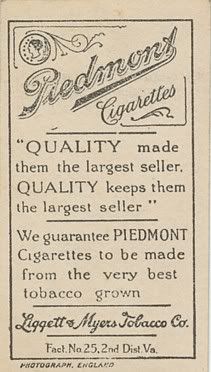 Piedmont
Cigarettes
"QUALITY made
them the largest seller.
QUALITY keeps them
the largest seller"
We guarantee PIEDMONT
Cigarettes to be made
from the very best
tobacco grown
Liggett & Myers Tobacco Co.
Fact. No. 25, 2nd Dist. Va.
PHOTOGRAPH, ENGLAND